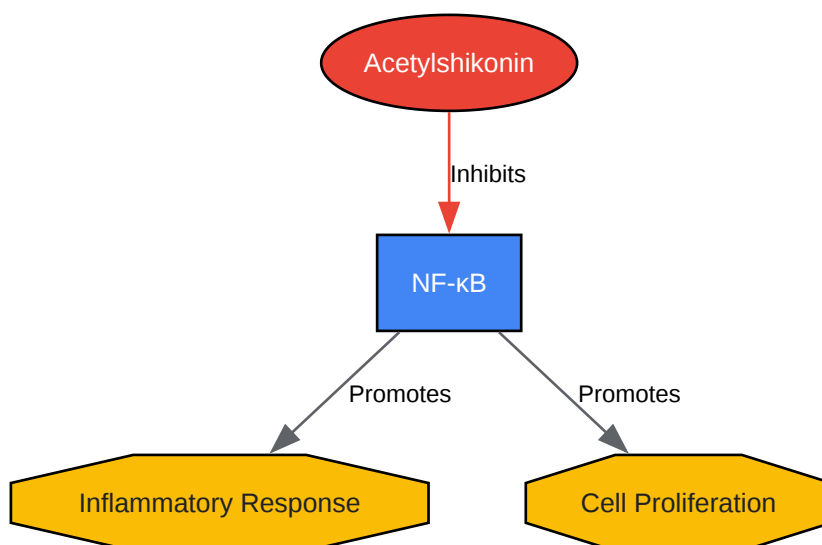 Acetylshikonin
Inhibits
NF-κB
Promotes
Promotes
Inflammatory Response
Cell Proliferation